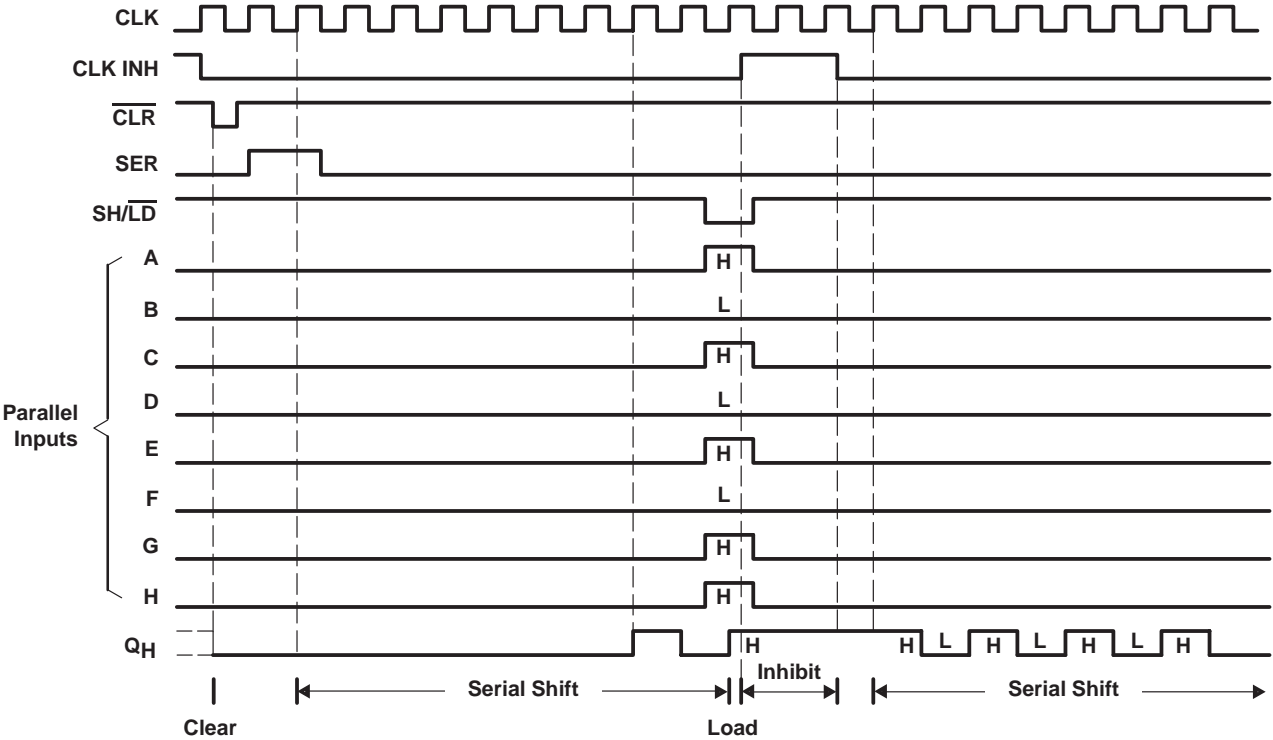 CLK
CLK INH
CLR
SER
SH/LD
A H
B L
C H
D L
Parallel
Inputs
E H
F L
G H
H H
QH H H L H L H L H
Inhibit
Serial Shift Serial Shift
Clear Load